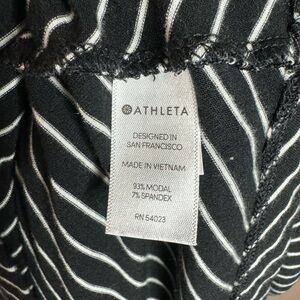 ATHLETA
DESIGNED IN
SAN FRANCISCO
MADE IN VIETNAM
93% MODAL
7% SPANDEX
RN 54023